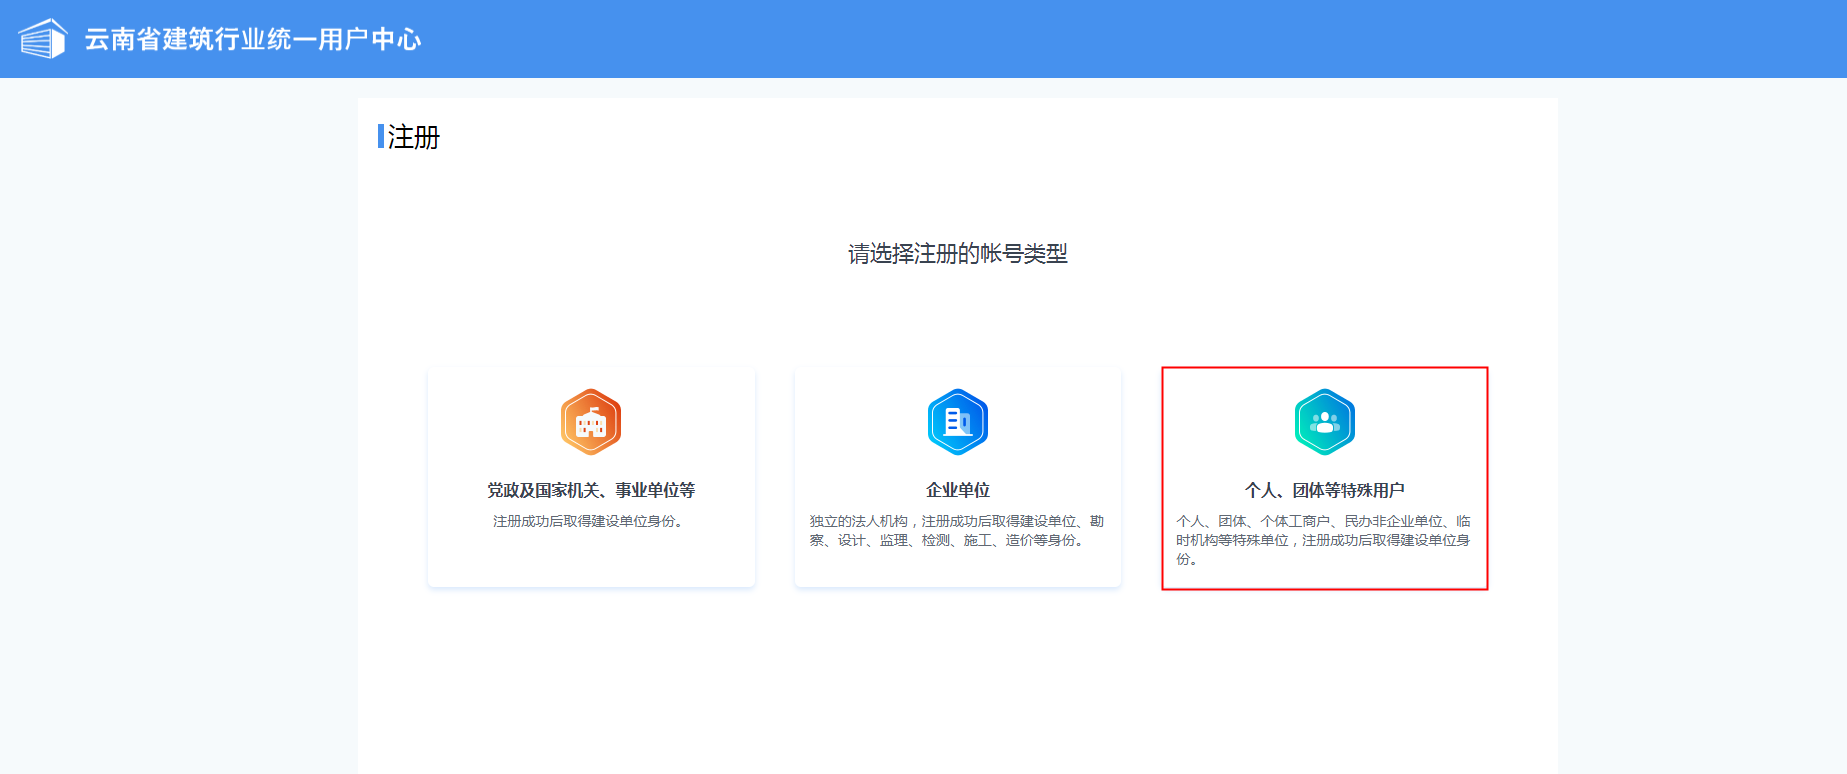 云南省建筑行业统一用户中心
注册
请选择注册的帐号类型
党政及国家机关、事业单位等
注册成功后取得建设单位身份。
企业单位
独立的法人机构，注册成功后取得建设单位、勘
察、设计、监理、检测、施工、造价等身份。
个人、团体等特殊用户
个人、团体、个体工商户、民办非企业单位、临
时机构等特殊单位，注册成功后取得建设单位身
份。